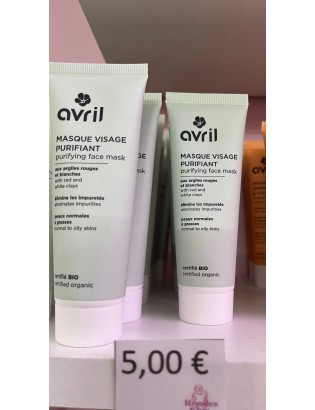 avril
MASQUE VISAGE
PURIFIANT
purifying face mask
aux argiles rouges
et blanches
with red and
white clays
élimine les impuretés
eliminates impurities
peaux normales
à grasses
normal to oily skins
certifié BIO
certified organic
avril
MASQUE VISAGE
PURIFIANT
purifying face mask
aux argiles rouges
et blanches
with red and
white clays
élimine les impuretés
eliminates impurities
peaux normales
à grasses
normal to oily skins
certifié BIO
certified organic
5,00 €